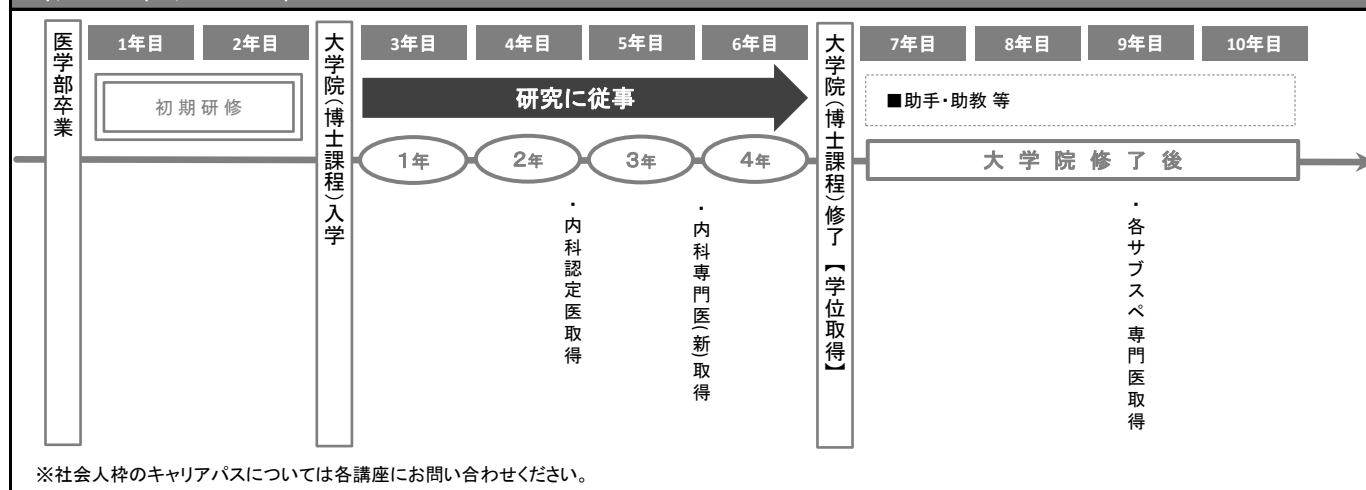 医学部卒業
1年目
2年目
初期研修
大学院(博士課程)入学
3年目
4年目
5年目
6年目
研究に従事
1年
2年
3年
4年
・内科認定医取得
・内科専門医(新)取得
大学院(博士課程)修了【学位取得】
7年目
8年目
9年目
10年目
■助手・助教 等
大学院修了後
・各サブスペ専門医取得
※社会人枠のキャリアパスについては各講座にお問い合わせください。